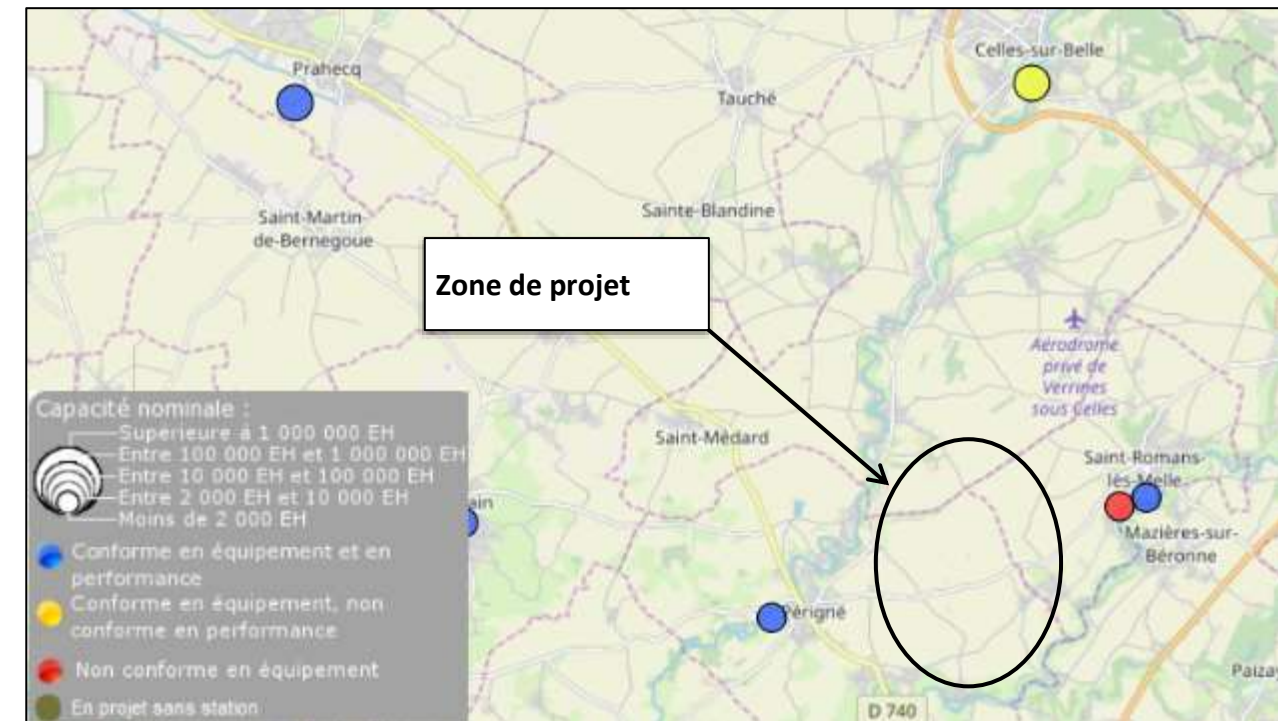 Celles-sur-Belle
Prahecq
Tauché
Saint-Martin-
de-Bernegoue
Sainte-Blandine
Zone de projet
Aérodrome
privé de
Verrines
sous Celles
Capacité nominale :
Superieure à 1 000 000 EH
Entre 100 000 EH et 1 000 000 EH
Entre 10 000 EH et 100 000 EH
Entre 2 000 EH et 10 000 EH
Moins de 2 000 EH
Saint-Médard
Saint-Romans-
lès-Melle
ain
Mazières-sur-
Béronne
Conforme en équipement et en
performance
Conforme en équipement, non
conforme en performance
Périgné
Non conforme en équipement
Paiza
En projet sans station
D 740